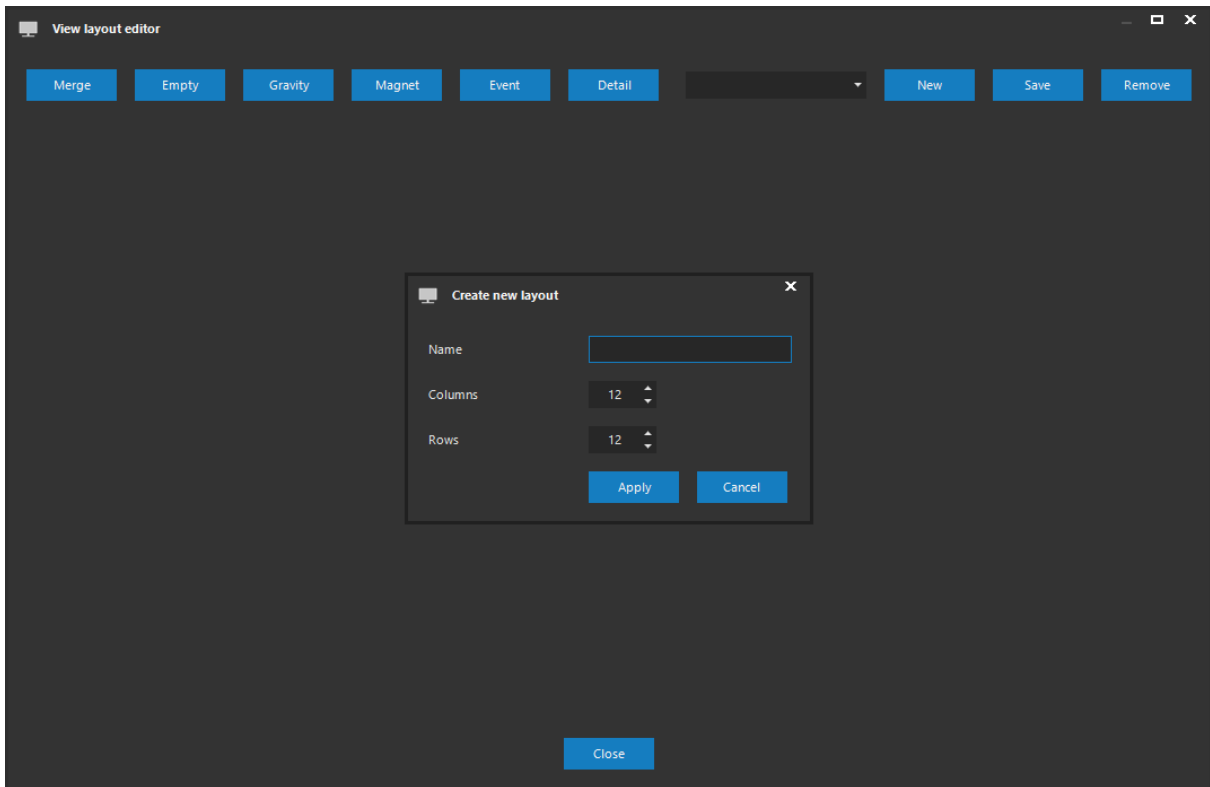 View layout editor
Merge Empty Gravity Magnet Event Detail New Save Remove
Create new layout
Name
Columns 12
Rows 12
Apply Cancel
Close